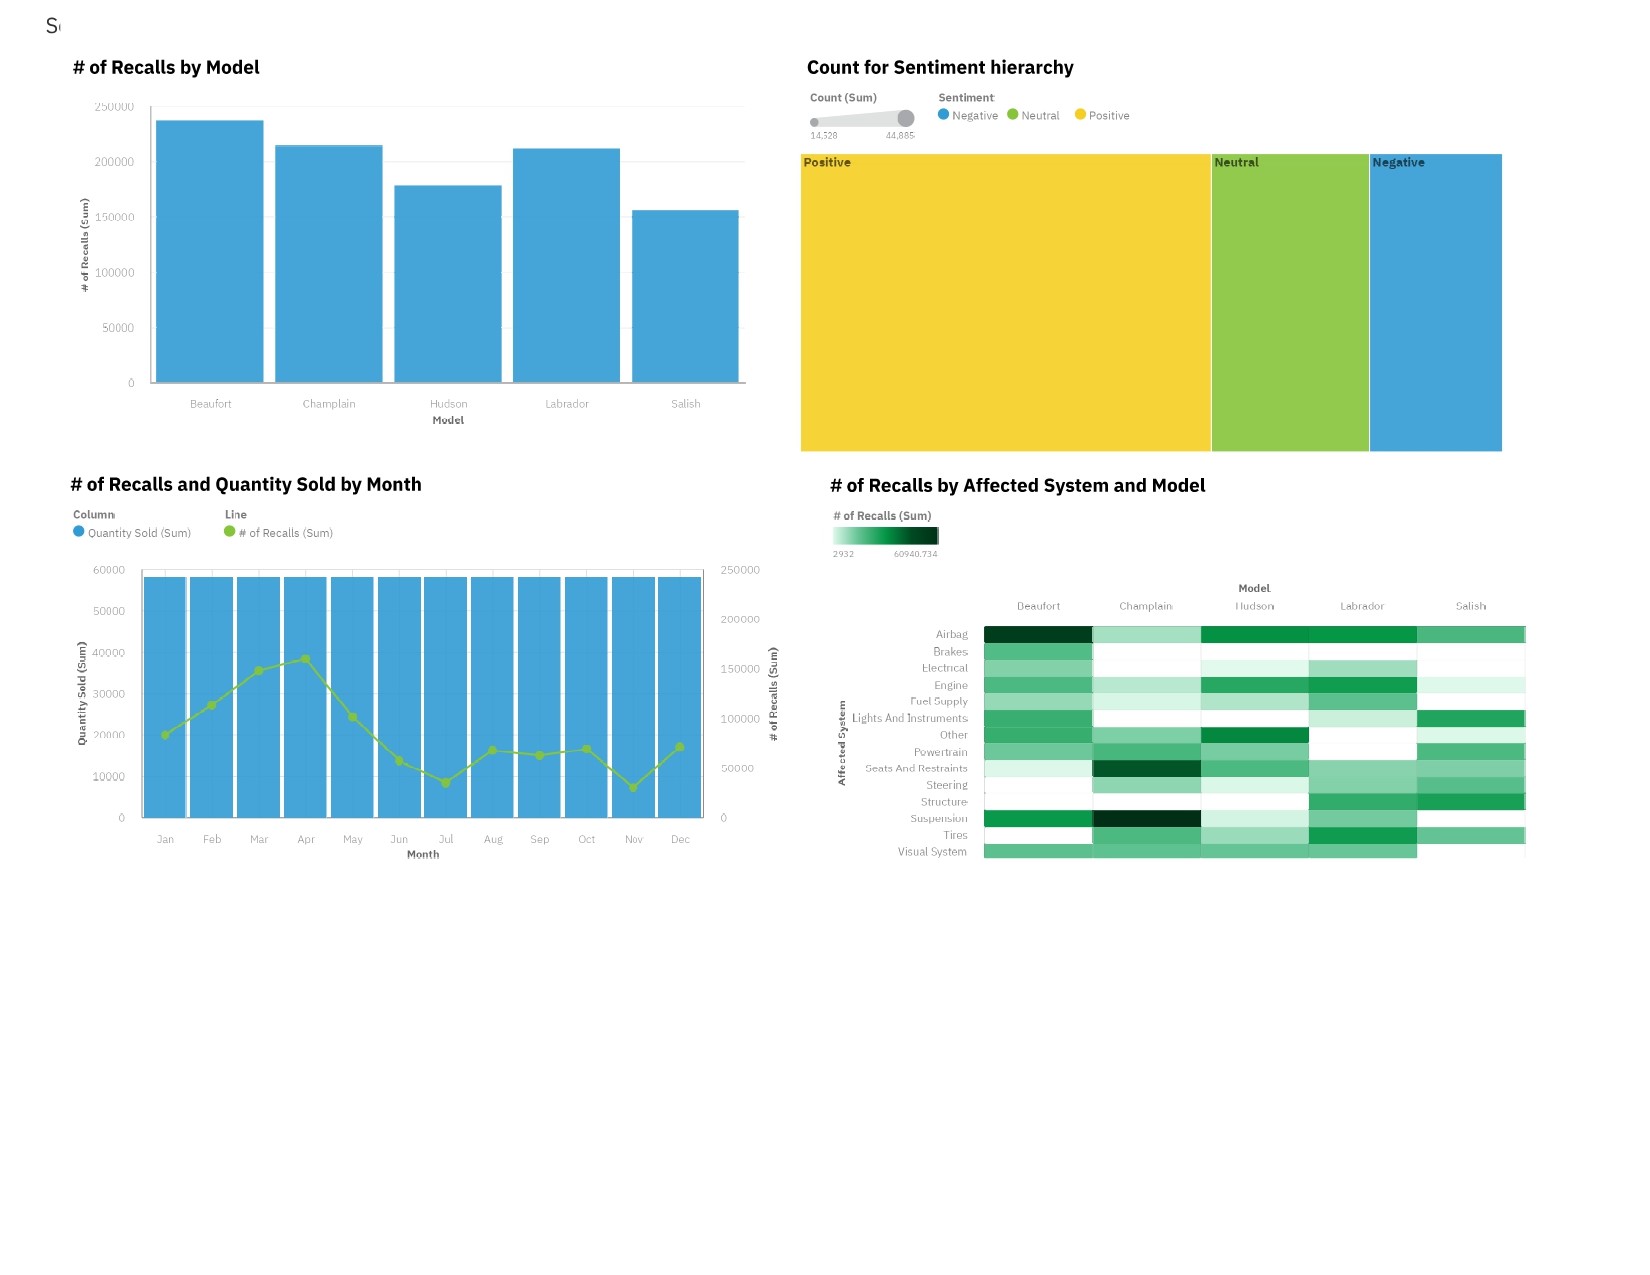 # of Recalls by Model
250000
200000
150000
100000
50000
0
# of Recalls (Sum)
Beaufort Champlain Hudson Labrador Salish
Model
Count for Sentiment hierarchy
Count (Sum) Sentiment
Negative Neutral Positive
14,528 44,885
Positive Neutral Negative
# of Recalls and Quantity Sold by Month
Column Line
Quantity Sold (Sum) # of Recalls (Sum)
60000 250000
50000 200000
40000 150000
30000 100000
20000 50000
10000 0
0
Quantity Sold (Sum)
# of Recalls (Sum)
Jan Feb Mar Apr May Jun Jul Aug Sep Oct Nov Dec
Month
# of Recalls by Affected System and Model
# of Recalls (Sum)
2932 60940.734
Model
Beaufort Champlain Hudson Labrador Salish
Affected System
Airbag
Brakes
Electrical
Engine
Fuel Supply
Lights And Instruments
Other
Powertrain
Seats And Restraints
Steering
Structure
Suspension
Tires
Visual System